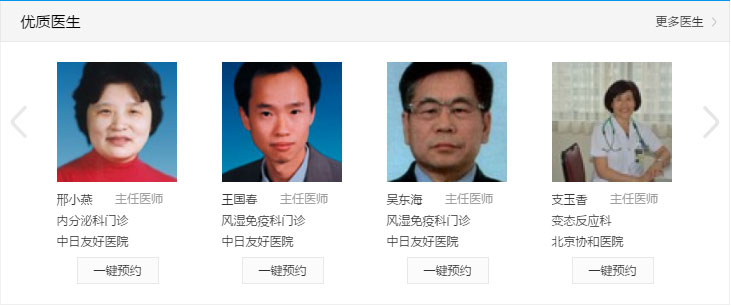 优质医生
更多医生
邢小燕 主任医师
内分泌科门诊
中日友好医院
一键预约
王国春 主任医师
风湿免疫科门诊
中日友好医院
一键预约
吴东海 主任医师
风湿免疫科门诊
中日友好医院
一键预约
支玉香 主任医师
变态反应科
北京协和医院
一键预约